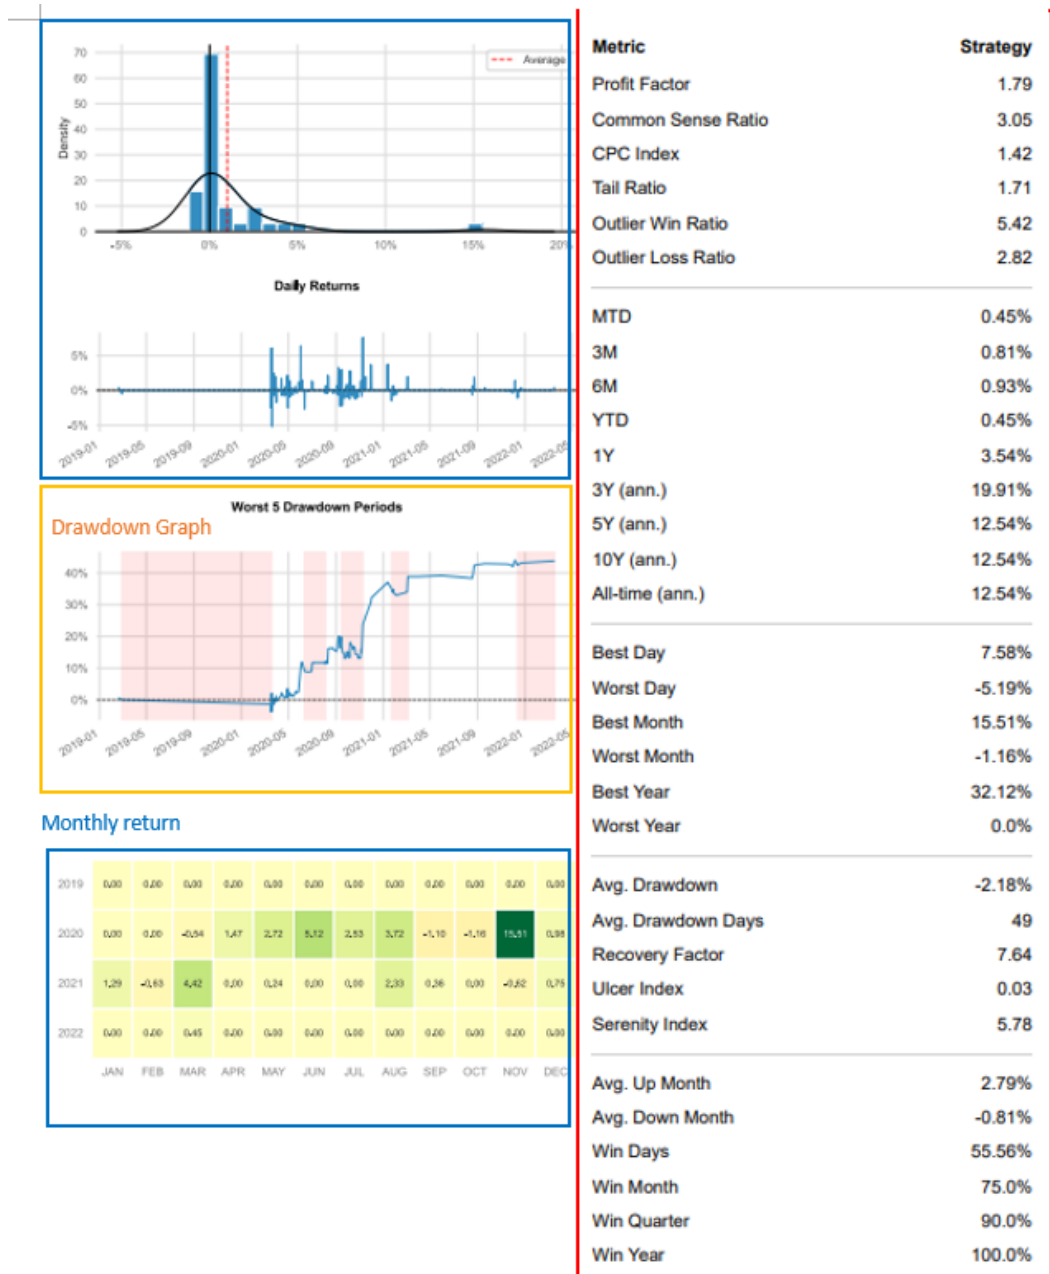 70
60
50
40
30
20
10
0
Density
Average
-5% 0% 5% 10% 15% 20%
Daily Returns
5%
0%
-5%
2019-01 2019-05 2019-09 2020-01 2020-05 2020-09 2021-01 2021-05 2021-09 2022-01 2022-05
Worst 5 Drawdown Periods
Drawdown Graph
40%
30%
20%
10%
0%
2019-01 2019-05 2019-09 2020-01 2020-05 2020-09 2021-01 2021-05 2021-09 2022-01 2022-05
Monthly return
2019 0.00 0.00 0.00 0.00 0.00 0.00 0.00 0.00 0.00 0.00 0.00 0.00
2020 0.00 0.00 -0.54 1.47 2.72 5.12 2.53 3.72 -1.10 -1.16 15.51 0.98
2021 1.29 -0.63 4.42 0.00 0.24 0.00 0.00 2.33 0.36 0.00 -0.52 0.75
2022 0.00 0.00 0.45 0.00 0.00 0.00 0.00 0.00 0.00 0.00 0.00 0.00
JAN FEB MAR APR MAY JUN JUL AUG SEP OCT NOV DEC
Metric Strategy
Profit Factor 1.79
Common Sense Ratio 3.05
CPC Index 1.42
Tail Ratio 1.71
Outlier Win Ratio 5.42
Outlier Loss Ratio 2.82
MTD 0.45%
3M 0.81%
6M 0.93%
YTD 0.45%
1Y 3.54%
3Y (ann.) 19.91%
5Y (ann.) 12.54%
10Y (ann.) 12.54%
All-time (ann.) 12.54%
Best Day 7.58%
Worst Day -5.19%
Best Month 15.51%
Worst Month -1.16%
Best Year 32.12%
Worst Year 0.0%
Avg. Drawdown -2.18%
Avg. Drawdown Days 49
Recovery Factor 7.64
Ulcer Index 0.03
Serenity Index 5.78
Avg. Up Month 2.79%
Avg. Down Month -0.81%
Win Days 55.56%
Win Month 75.0%
Win Quarter 90.0%
Win Year 100.0%